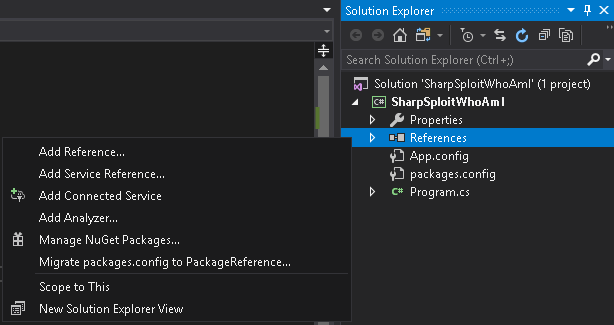 Solution Explorer
Search Solution Explorer (Ctrl+;)
Solution 'SharpSploitWhoAmI' (1 project)
C# SharpSploitWhoAmI
Properties
References
App.config
packages.config
C# Program.cs
Add Reference...
Add Service Reference...
Add Connected Service
Add Analyzer...
Manage NuGet Packages...
Migrate packages.config to PackageReference...
Scope to This
New Solution Explorer View